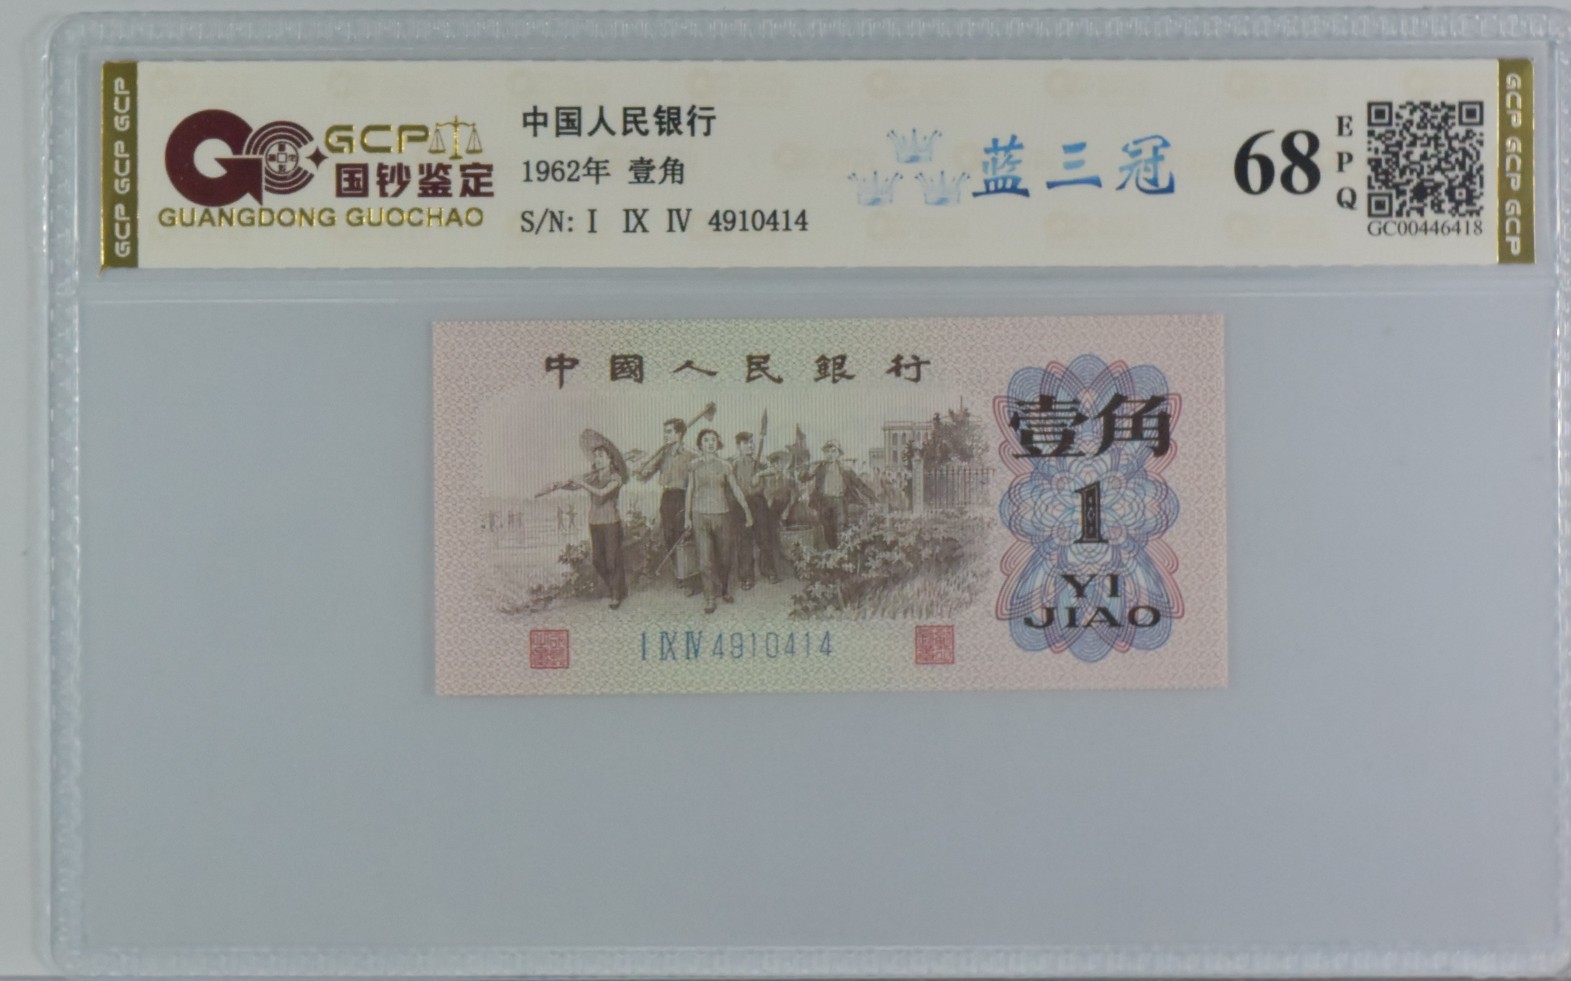 GCP GCP GCP
GCP
国钞鉴定
GUANGDONG GUOCHAO
中国人民银行
1962年 壹角
S/N: I IX IV 4910414
蓝三冠
68
EPQ
GC00446418
GCP GCP GCP
中國人民銀行
壹角
1
YI
JIAO
I IX IV 4910414